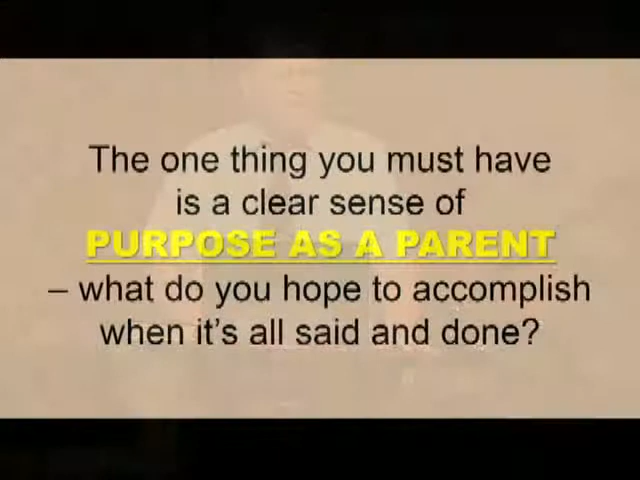 The one thing you must have
is a clear sense of
PURPOSE AS A PARENT
– what do you hope to accomplish
when it's all said and done?